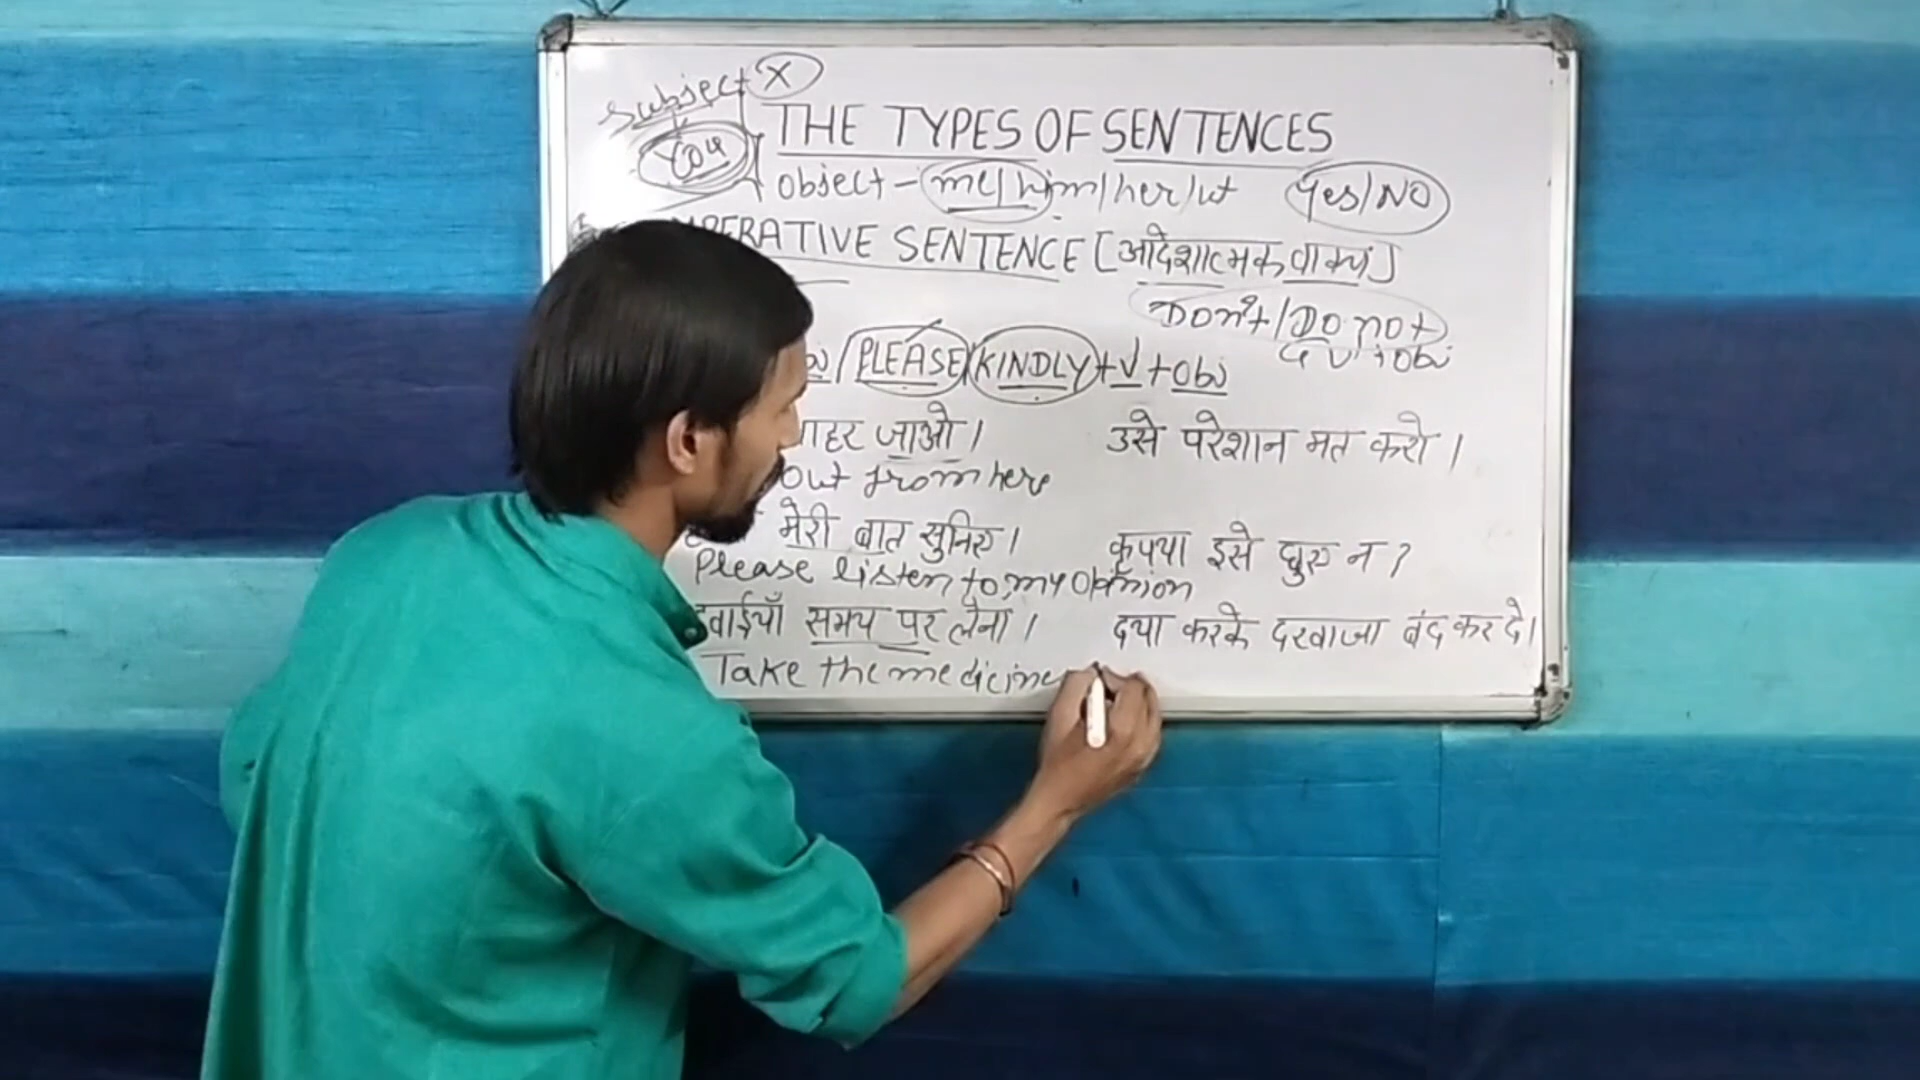 Subject X
You
THE TYPES OF SENTENCES
Object - me/him/her/it Yes/NO
IMPERATIVE SENTENCE [आदेशात्मक वाक्य]
Don't/Do not
+ V + Obj
/PLEASE/KINDLY + V + Obj
जाओ। उसे परेशान मत करो।
out from here
मेरी बात सुनिए। कृपया इसे छुए न?
Please listen to my opinion
दवाईयाँ समय पर लेना। दया करके दरवाजा बंद कर दे।
Take the medicine